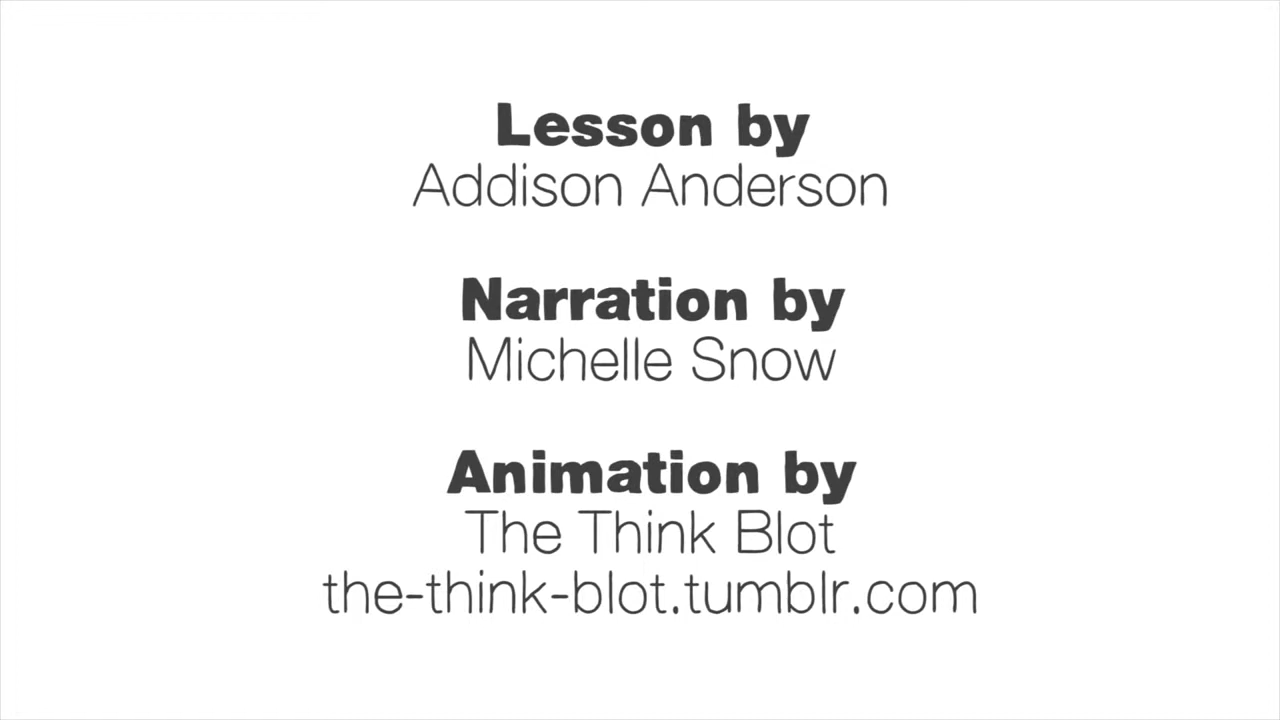 Lesson by
Addison Anderson
Narration by
Michelle Snow
Animation by
The Think Blot
the-think-blot.tumblr.com